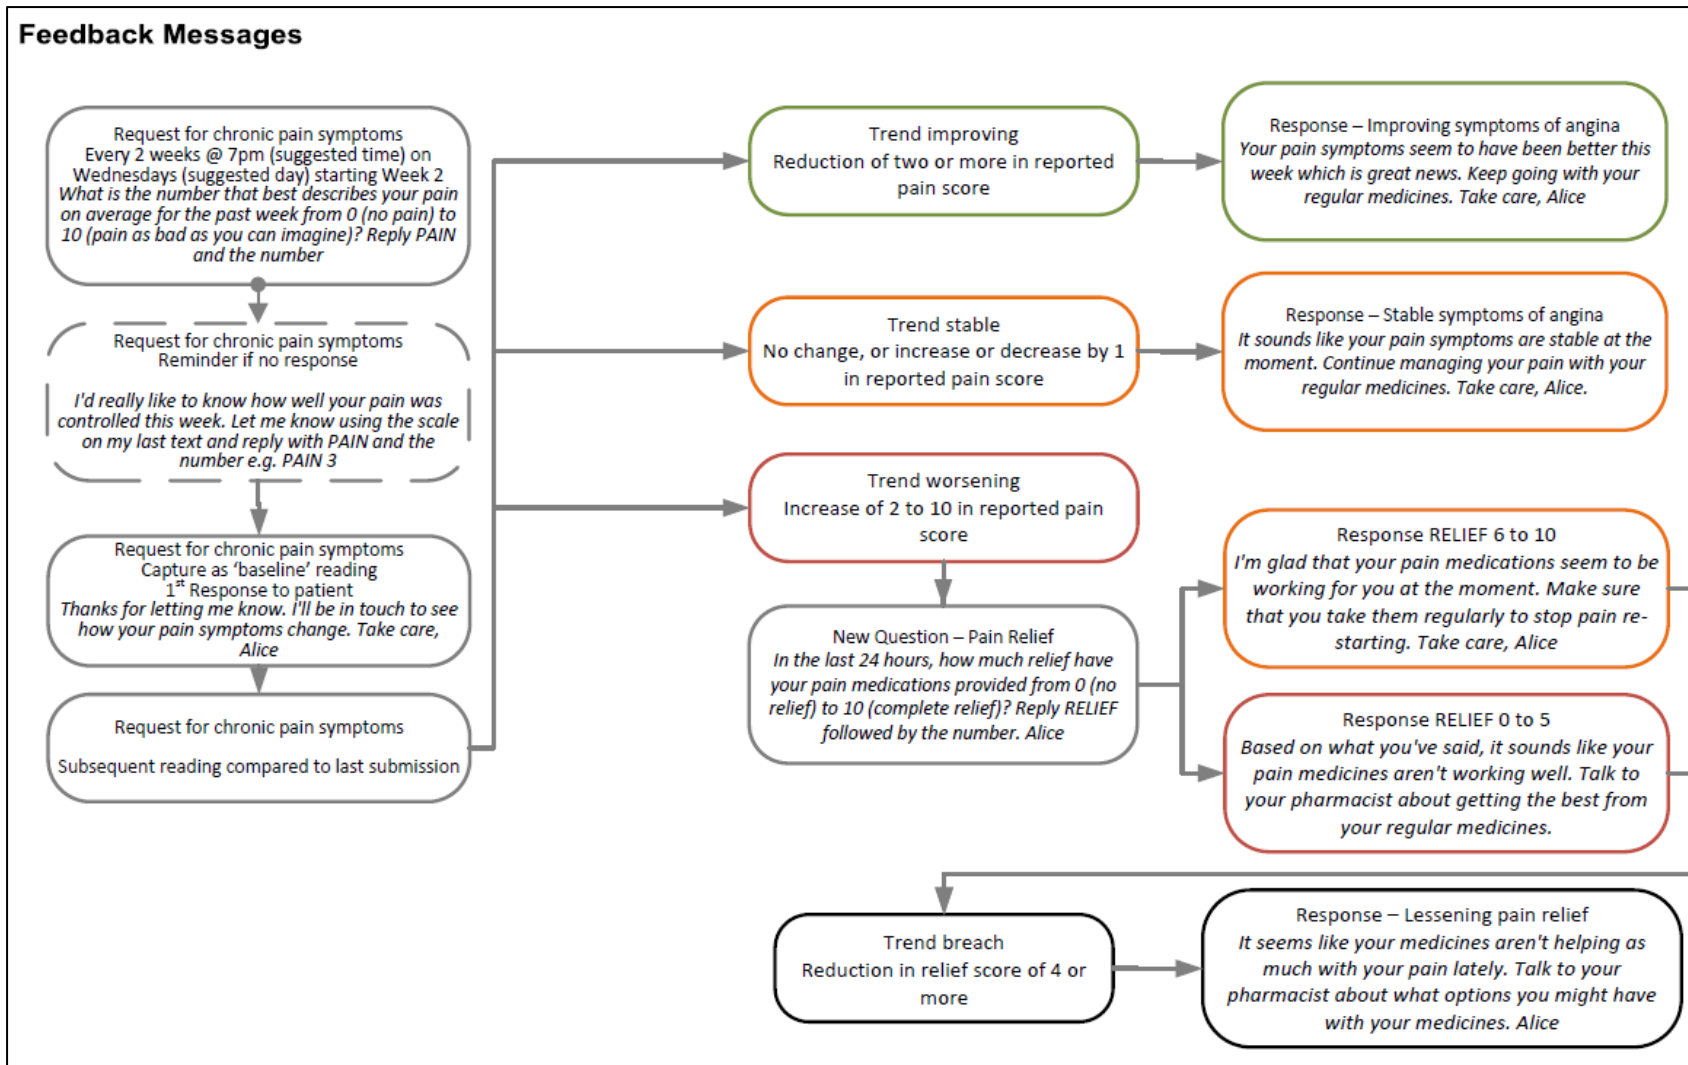 Feedback Messages
Request for chronic pain symptoms
Every 2 weeks @ 7pm (suggested time) on
Wednesdays (suggested day) starting Week 2
What is the number that best describes your pain
on average for the past week from 0 (no pain) to
10 (pain as bad as you can imagine)? Reply PAIN
and the number
Request for chronic pain symptoms
Reminder if no response
I'd really like to know how well your pain was
controlled this week. Let me know using the scale
on my last text and reply with PAIN and the
number e.g. PAIN 3
Request for chronic pain symptoms
Capture as ‘baseline’ reading
1st Response to patient
Thanks for letting me know. I'll be in touch to see
how your pain symptoms change. Take care,
Alice
Request for chronic pain symptoms
Subsequent reading compared to last submission
Trend improving
Reduction of two or more in reported
pain score
Response – Improving symptoms of angina
Your pain symptoms seem to have been better this
week which is great news. Keep going with your
regular medicines. Take care, Alice
Trend stable
No change, or increase or decrease by 1
in reported pain score
Response – Stable symptoms of angina
It sounds like your pain symptoms are stable at the
moment. Continue managing your pain with your
regular medicines. Take care, Alice.
Trend worsening
Increase of 2 to 10 in reported pain
score
New Question – Pain Relief
In the last 24 hours, how much relief have
your pain medications provided from 0 (no
relief) to 10 (complete relief)? Reply RELIEF
followed by the number. Alice
Response RELIEF 6 to 10
I'm glad that your pain medications seem to be
working for you at the moment. Make sure
that you take them regularly to stop pain re-
starting. Take care, Alice
Response RELIEF 0 to 5
Based on what you've said, it sounds like your
pain medicines aren't working well. Talk to
your pharmacist about getting the best from
your regular medicines.
Trend breach
Reduction in relief score of 4 or
more
Response – Lessening pain relief
It seems like your medicines aren't helping as
much with your pain lately. Talk to your
pharmacist about what options you might have
with your medicines. Alice